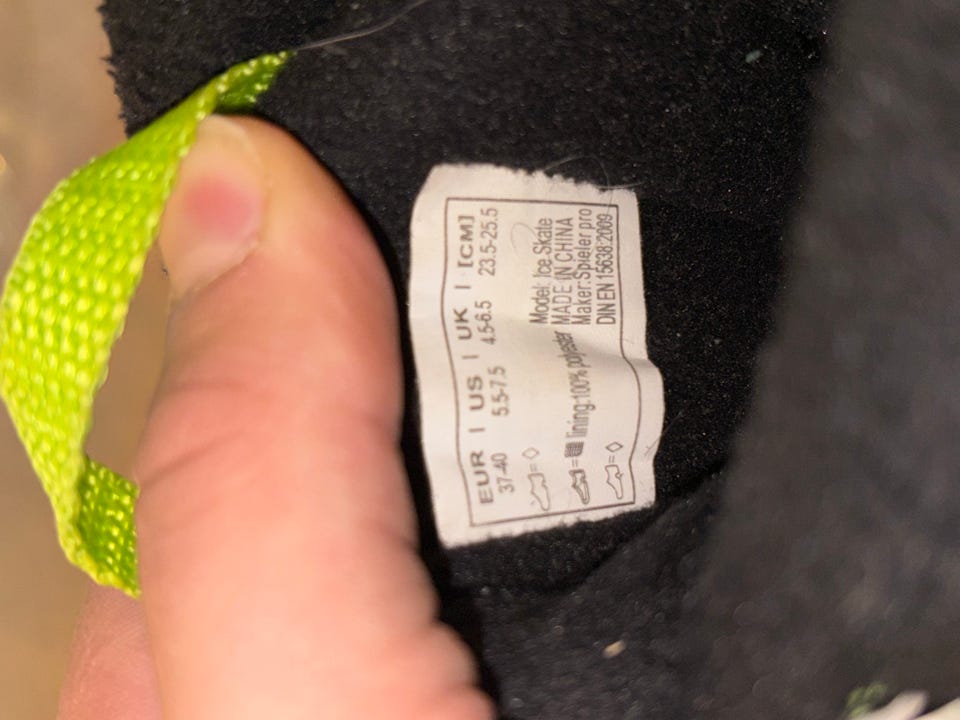 EUR | US | UK | [CM]
37-40 5.5-7.5 4.5-6.5 23.5-25.5
Model: Ice Skate
MADE IN CHINA
lining:100% polyester
Maker:Spieler pro
DIN EN 15638:2009